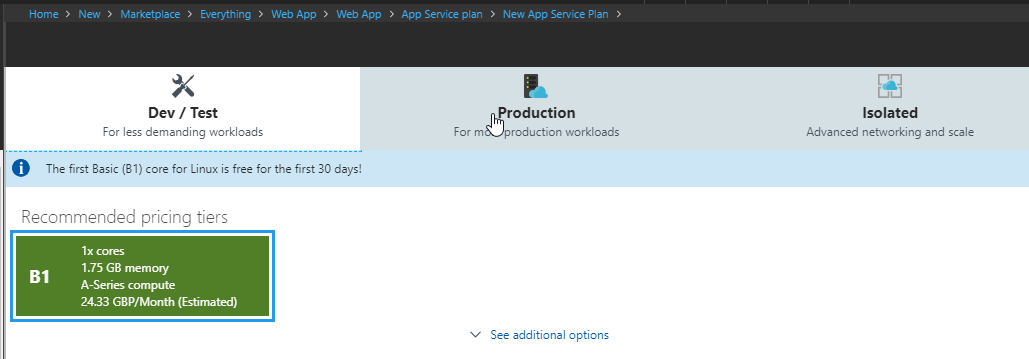 Home > New > Marketplace > Everything > Web App > Web App > App Service plan > New App Service Plan >
Dev / Test
For less demanding workloads
Production
For most production workloads
Isolated
Advanced networking and scale
The first Basic (B1) core for Linux is free for the first 30 days!
Recommended pricing tiers
B1
1x cores
1.75 GB memory
A-Series compute
24.33 GBP/Month (Estimated)
See additional options